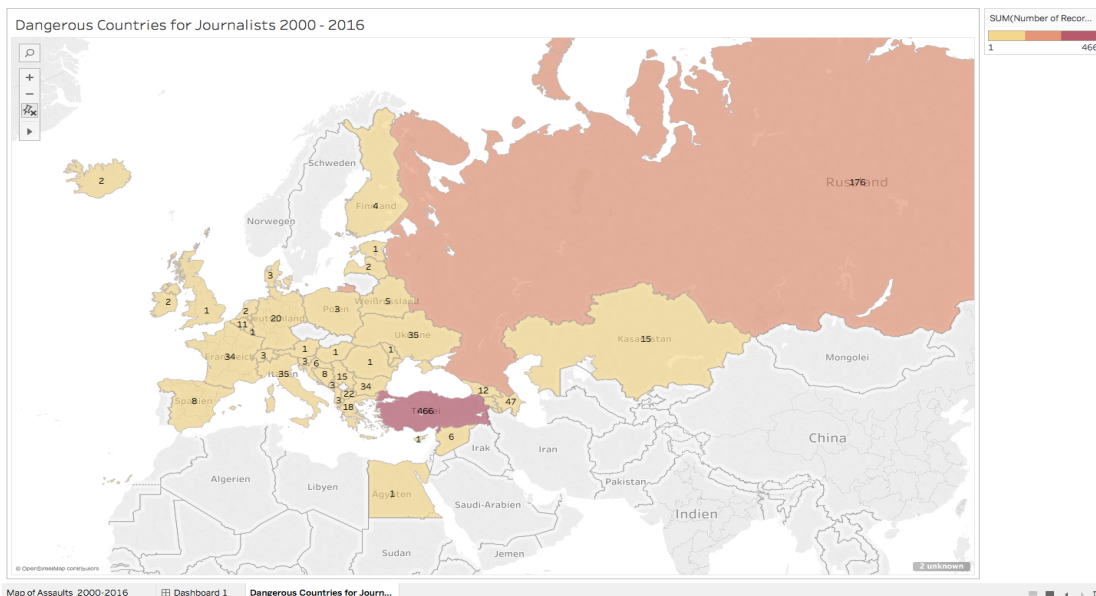 Dangerous Countries for Journalists 2000 - 2016
SUM(Number of Recor...
1
466
Schweden
Norwegen
Finnland
Russland
176
2
4
1
2
3
2
1
2
11
1
Deutschland
20
Polen
3
Weißrussland
5
Ukraine
35
Kasachstan
15
Mongolei
Frankreich
34
3
1
1
1
3
6
1
Italien
35
8
15
3
34
22
3
18
Spanien
8
12
47
Türkei
466
1
6
Irak
Iran
China
Algerien
Libyen
Ägypten
1
Saudi-Arabien
Pakistan
Indien
Sudan
Jemen
© OpenStreetMap contributors
2 unknown
Map of Assaults 2000-2016
Dashboard 1
Dangerous Countries for Journ...